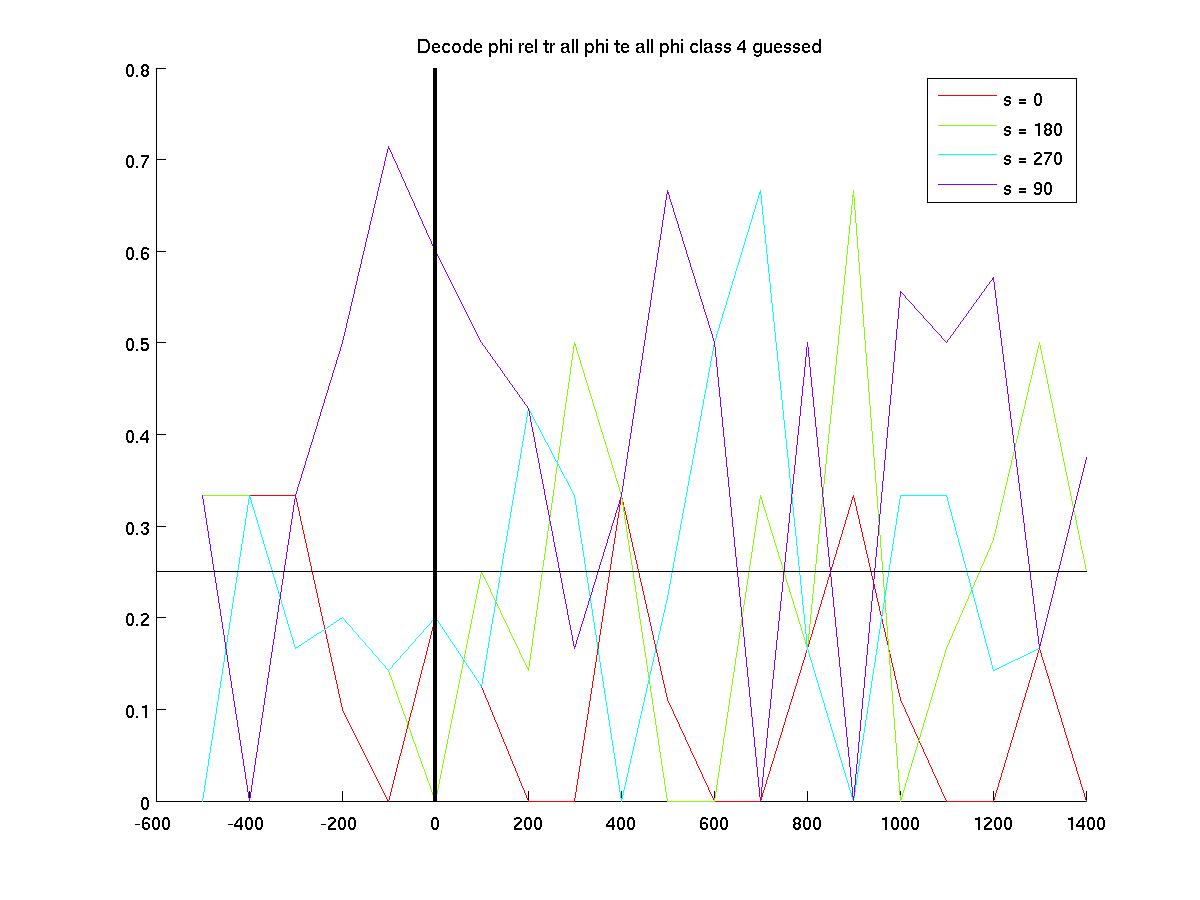 Decode phi rel tr all phi te all phi class 4 guessed
0.8
0.7
0.6
0.5
0.4
0.3
0.2
0.1
0
-600 -400 -200 0 200 400 600 800 1000 1200 1400
s = 0
s = 180
s = 270
s = 90